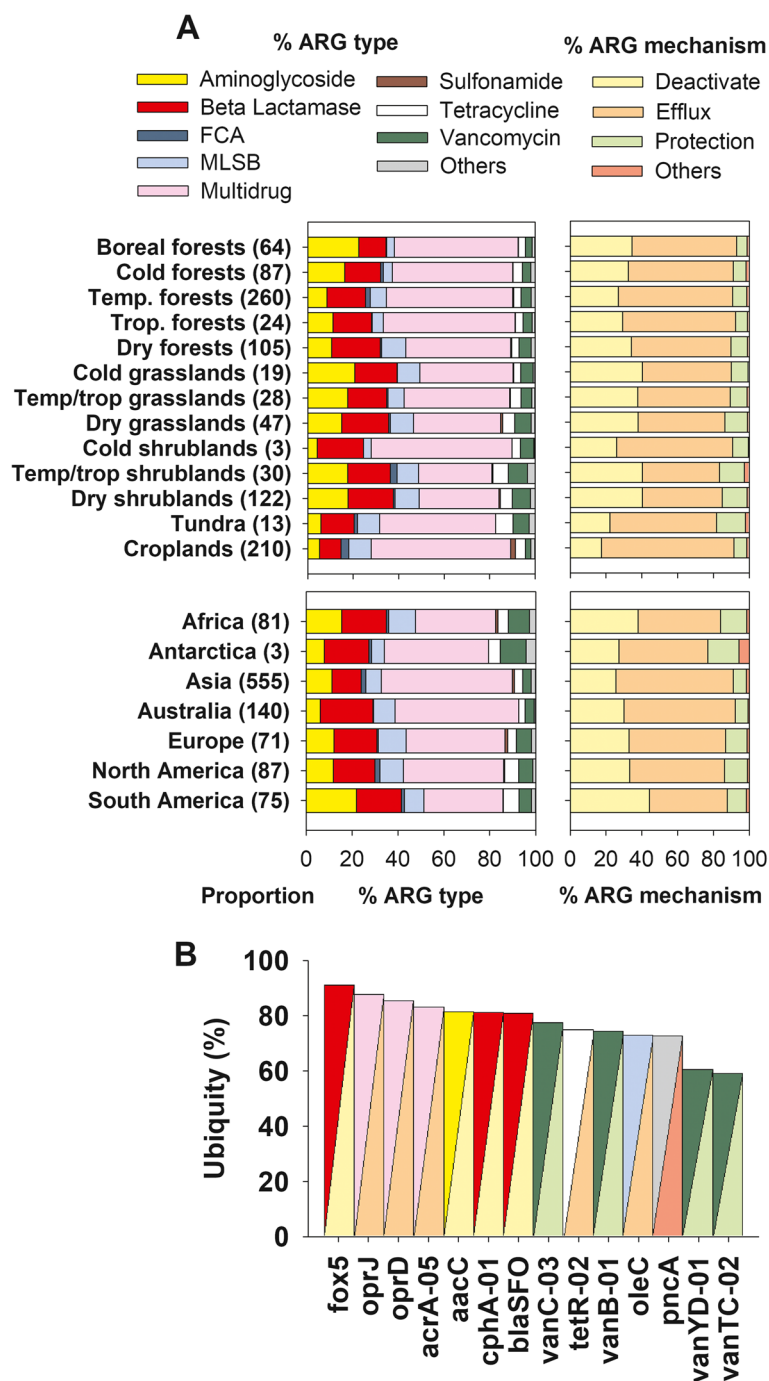 A
% ARG type
% ARG mechanism
Aminoglycoside
Beta Lactamase
FCA
MLSB
Multidrug
Sulfonamide
Tetracycline
Vancomycin
Others
Deactivate
Efflux
Protection
Others
Boreal forests (64)
Cold forests (87)
Temp. forests (260)
Trop. forests (24)
Dry forests (105)
Cold grasslands (19)
Temp/trop grasslands (28)
Dry grasslands (47)
Cold shrublands (3)
Temp/trop shrublands (30)
Dry shrublands (122)
Tundra (13)
Croplands (210)
Africa (81)
Antarctica (3)
Asia (555)
Australia (140)
Europe (71)
North America (87)
South America (75)
0 20 40 60 80 100 0 20 40 60 80 100
Proportion % ARG type % ARG mechanism
B
Ubiquity (%)
100
80
60
40
20
0
fox5
oprJ
oprD
acrA-05
aacC
cphA-01
blaSFO
vanC-03
tetR-02
vanB-01
oleC
pncA
vanYD-01
vanTC-02